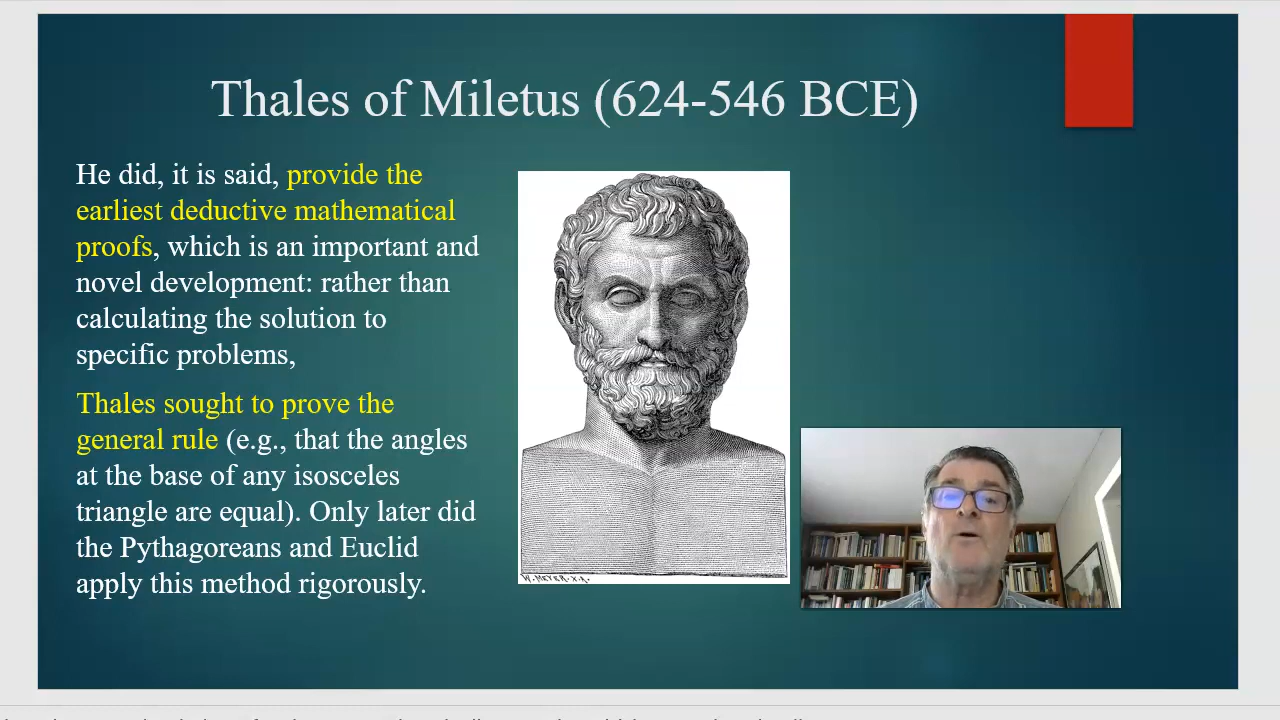 Thales of Miletus (624-546 BCE)
He did, it is said, provide the
earliest deductive mathematical
proofs, which is an important and
novel development: rather than
calculating the solution to
specific problems,
Thales sought to prove the
general rule (e.g., that the angles
at the base of any isosceles
triangle are equal). Only later did
the Pythagoreans and Euclid
apply this method rigorously.